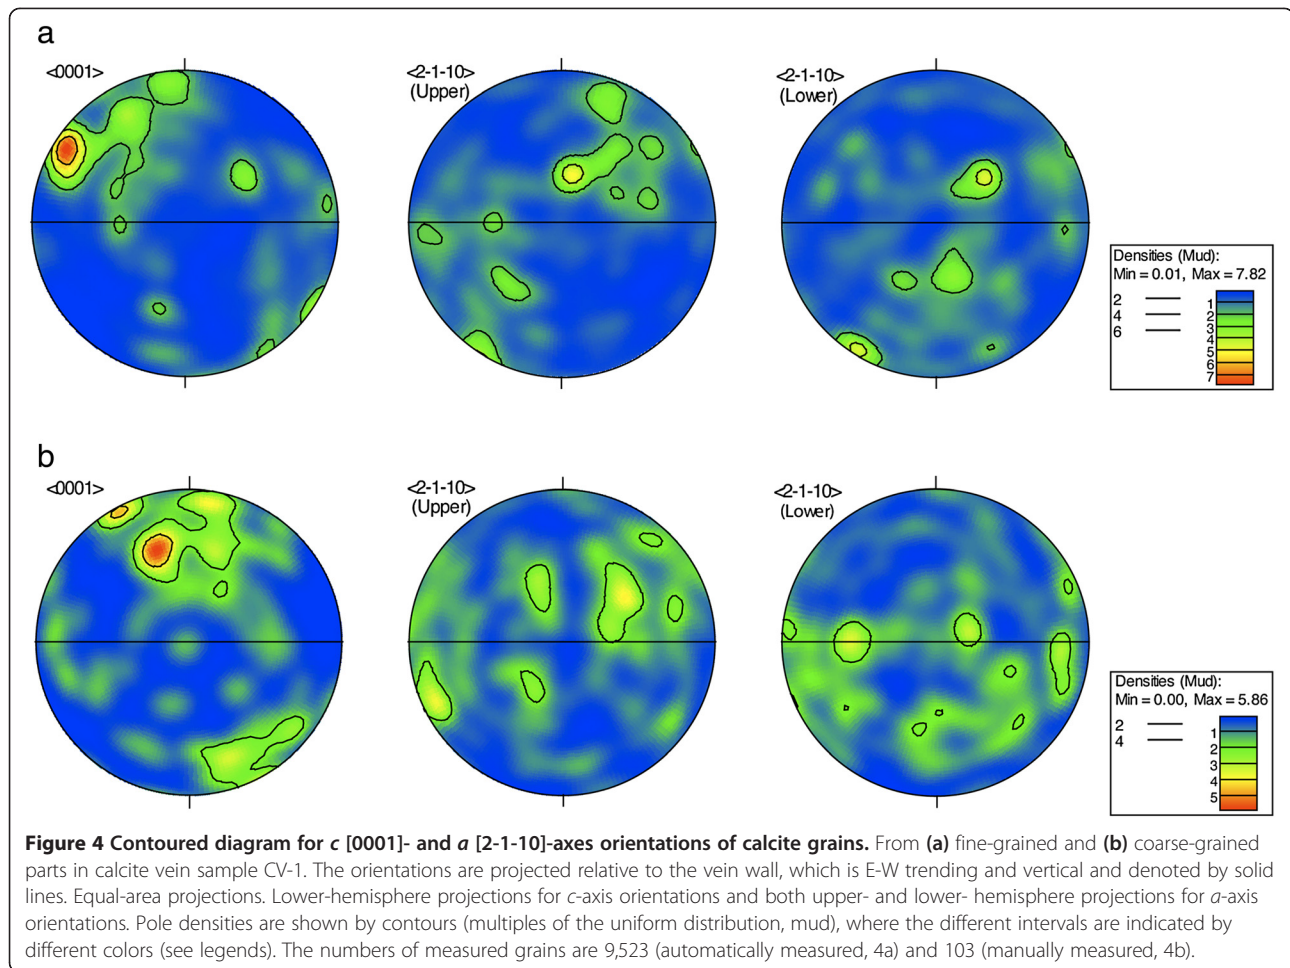 a
<0001>
<2-1-10>
(Upper)
<2-1-10>
(Lower)
Densities (Mud):
Min = 0.01, Max = 7.82
2
4
6
1
2
3
4
5
6
7
b
<0001>
<2-1-10>
(Upper)
<2-1-10>
(Lower)
Densities (Mud):
Min = 0.00, Max = 5.86
2
4
1
2
3
4
5
Figure 4 Contoured diagram for c [0001]- and a [2-1-10]-axes orientations of calcite grains. From (a) fine-grained and (b) coarse-grained
parts in calcite vein sample CV-1. The orientations are projected relative to the vein wall, which is E-W trending and vertical and denoted by solid
lines. Equal-area projections. Lower-hemisphere projections for c-axis orientations and both upper- and lower- hemisphere projections for a-axis
orientations. Pole densities are shown by contours (multiples of the uniform distribution, mud), where the different intervals are indicated by
different colors (see legends). The numbers of measured grains are 9,523 (automatically measured, 4a) and 103 (manually measured, 4b).